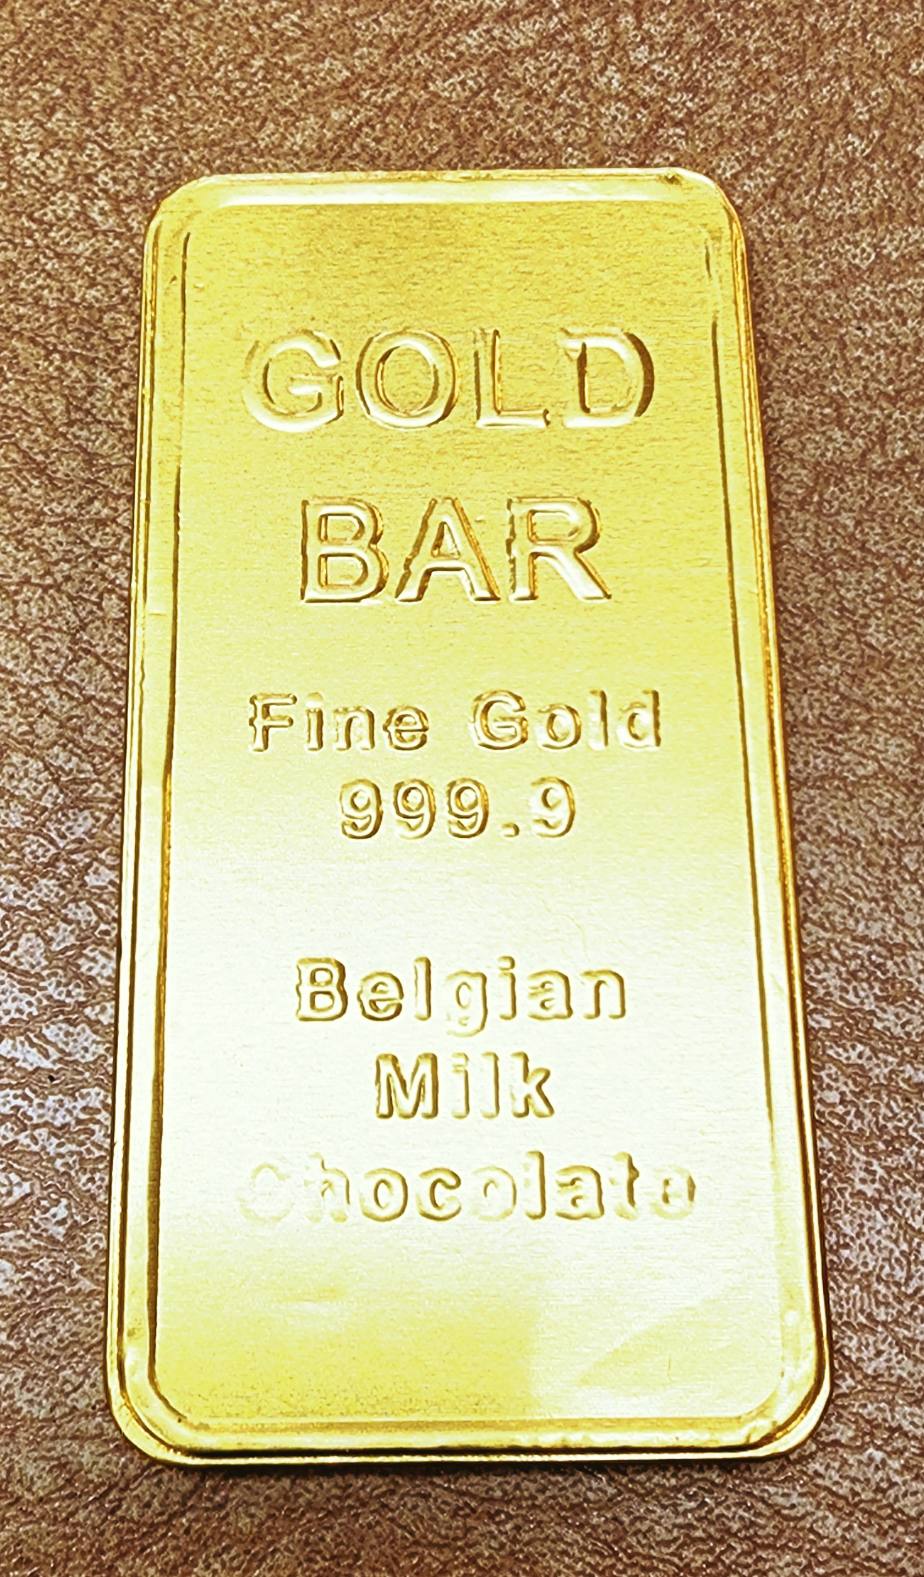 GOLD
BAR
Fine Gold
999.9
Belgian
Milk
Chocolate